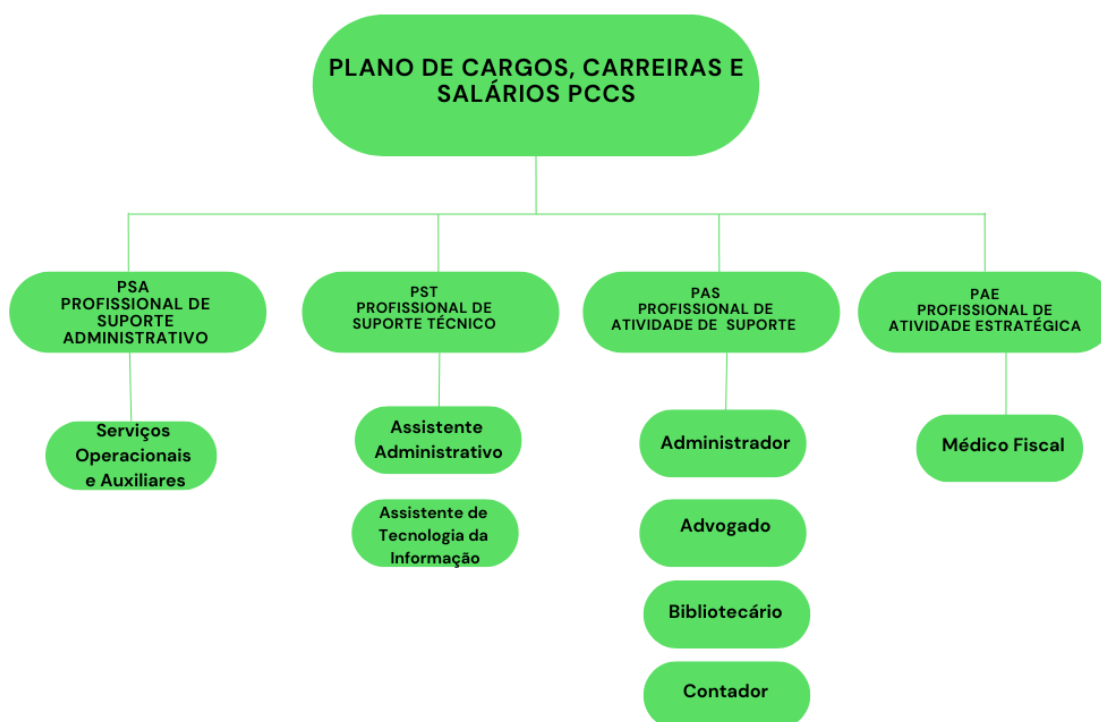 PLANO DE CARGOS, CARREIRAS E
SALÁRIOS PCCS
PSA
PROFISSIONAL DE
SUPORTE
ADMINISTRATIVO
PST
PROFISSIONAL DE
SUPORTE TÉCNICO
PAS
PROFISSIONAL DE
ATIVIDADE DE SUPORTE
PAE
PROFISSIONAL DE
ATIVIDADE ESTRATÉGICA
Serviços
Operacionais
e Auxiliares
Assistente
Administrativo
Assistente de
Tecnologia da
Informação
Administrador
Advogado
Bibliotecário
Contador
Médico Fiscal